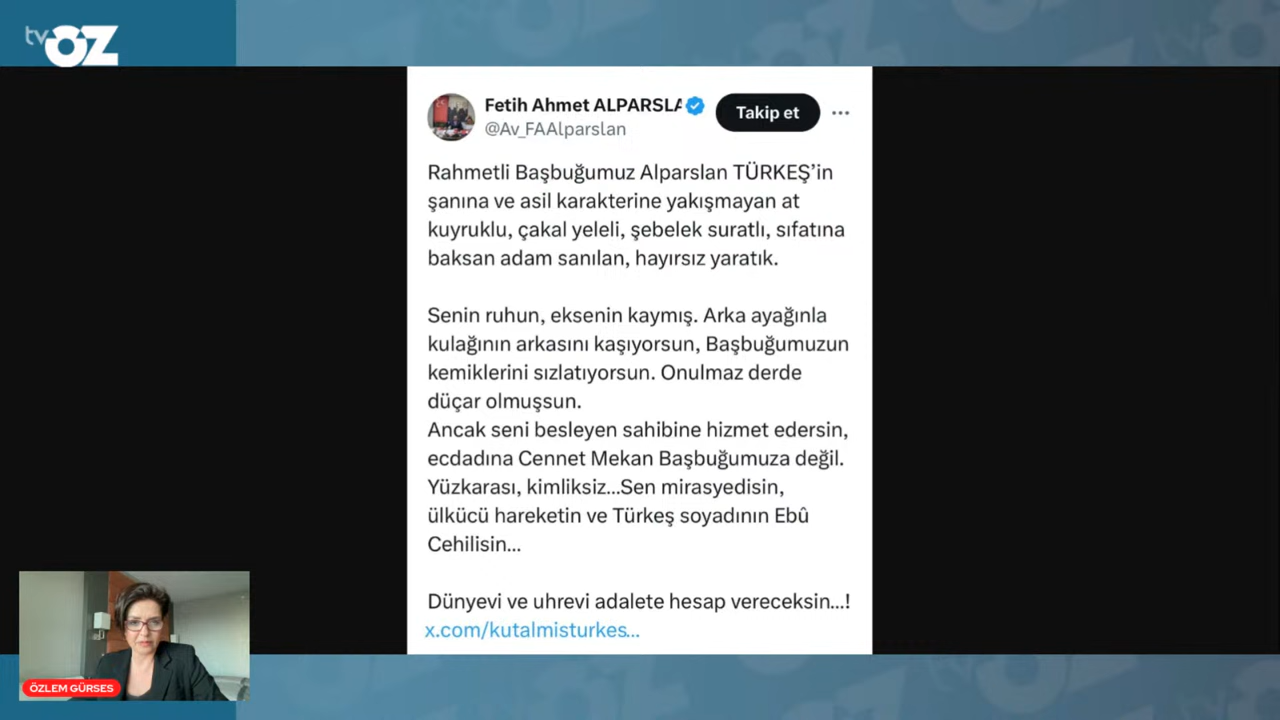 tv ÖZ
Fetih Ahmet ALPARSLA
Takip et
@Av_FAAlparslan
Rahmetli Başbuğumuz Alparslan TÜRKEŞ’in
şanına ve asil karakterine yakışmayan at
kuyruklu, çakal yeleli, şebelek suratlı, sıfatına
baksan adam sanılan, hayırsız yaratık.
Senin ruhun, eksenin kaymış. Arka ayağınla
kulağının arkasını kaşıyorsun, Başbuğumuzun
kemiklerini sızlatıyorsun. Onulmaz derde
düçar olmuşsun.
Ancak seni besleyen sahibine hizmet edersin,
ecdadına Cennet Mekan Başbuğumuza değil.
Yüzkarası, kimliksiz...Sen mirasyedisin,
ülkücü hareketin ve Türkeş soyadının Ebû
Cehilisin...
Dünyevi ve uhrevi adalete hesap vereceksin...!
x.com/kutalmisturkes...
ÖZLEM GÜRSES